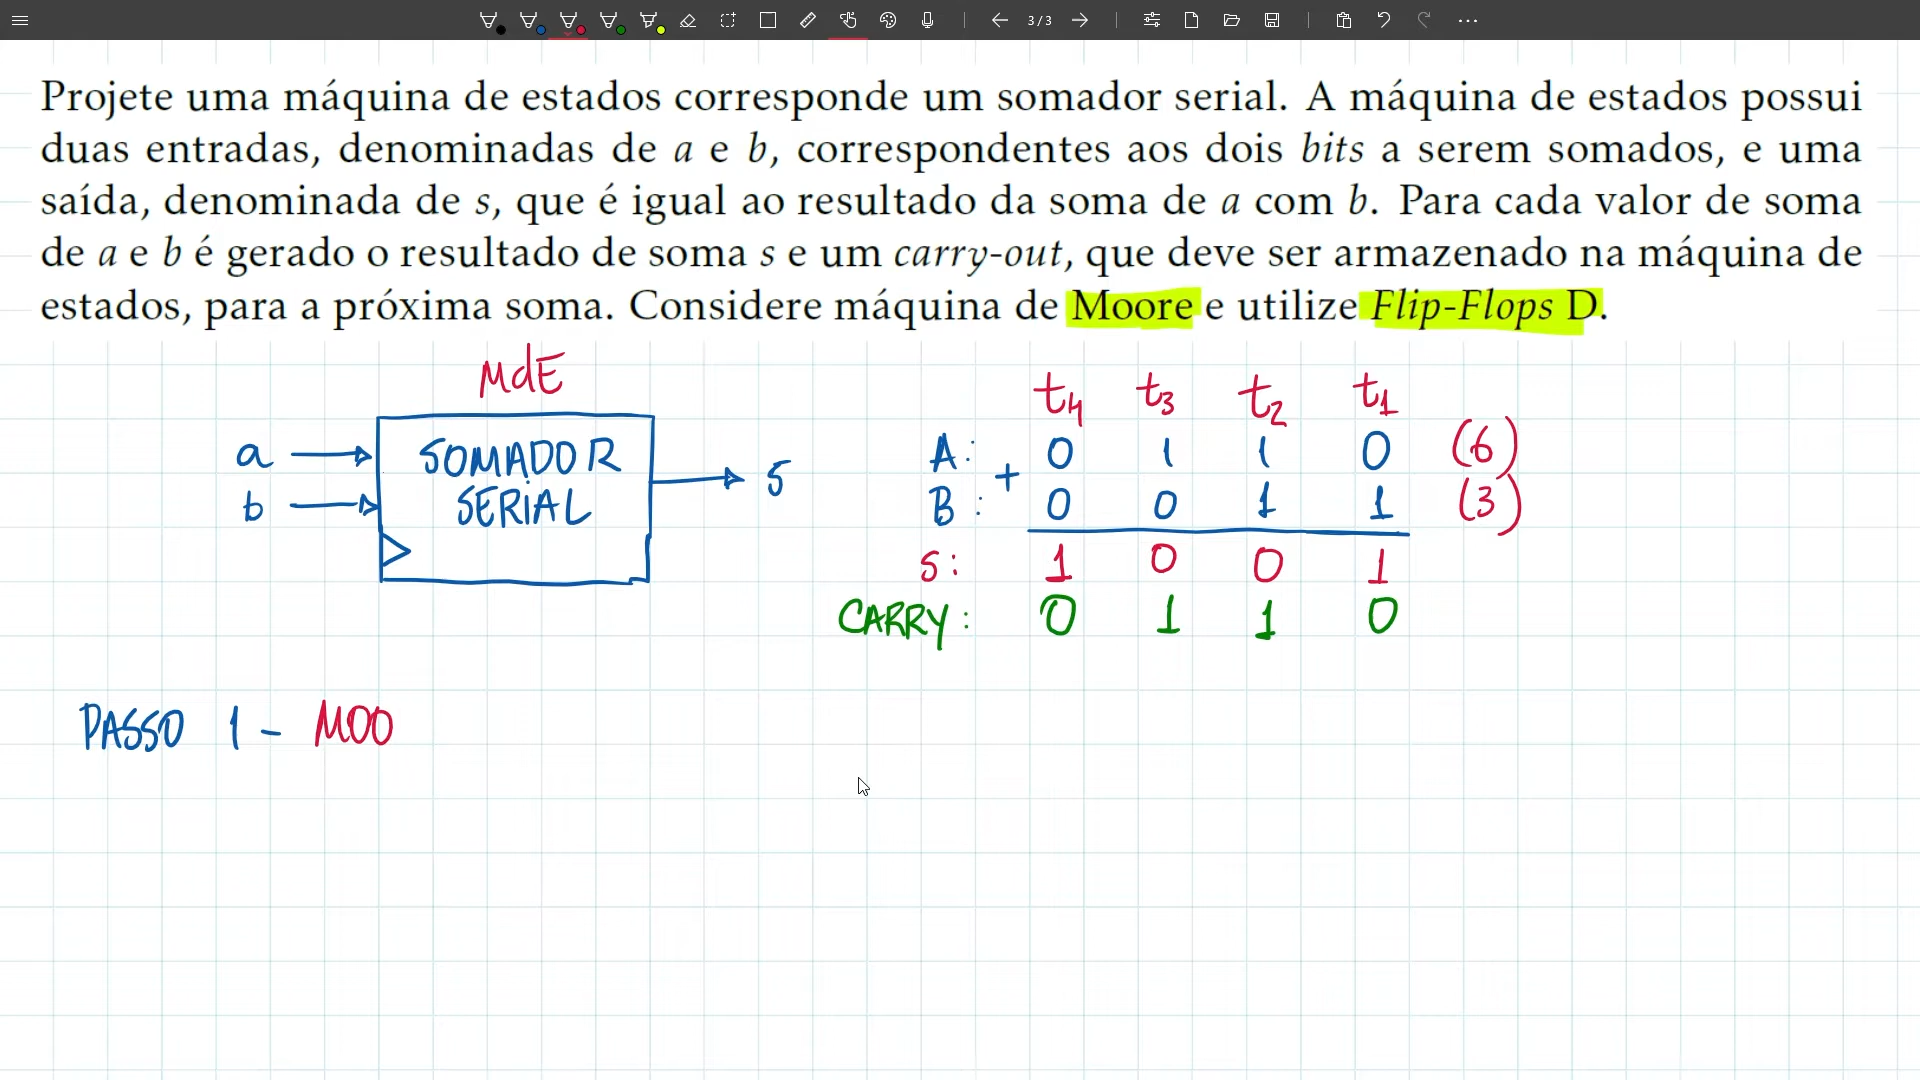 3/3
Projete uma máquina de estados corresponde um somador serial. A máquina de estados possui
duas entradas, denominadas de a e b, correspondentes aos dois bits a serem somados, e uma
saída, denominada de s, que é igual ao resultado da soma de a com b. Para cada valor de soma
de a e b é gerado o resultado de soma s e um carry-out, que deve ser armazenado na máquina de
estados, para a próxima soma. Considere máquina de Moore e utilize Flip-Flops D.
MdE
a
b
SOMADOR
SERIAL
s
t4 t3 t2 t1
A: 0 1 1 0 (6)
+
B: 0 0 1 1 (3)
S: 1 0 0 1
CARRY: 0 1 1 0
PASSO 1 - MOO